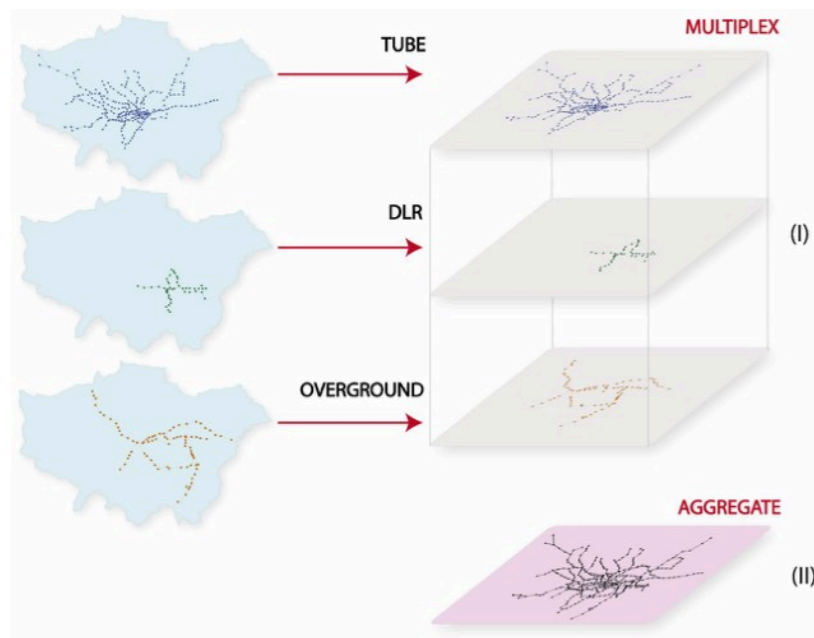 TUBE
MULTIPLEX
DLR
(I)
OVERGROUND
AGGREGATE
(II)